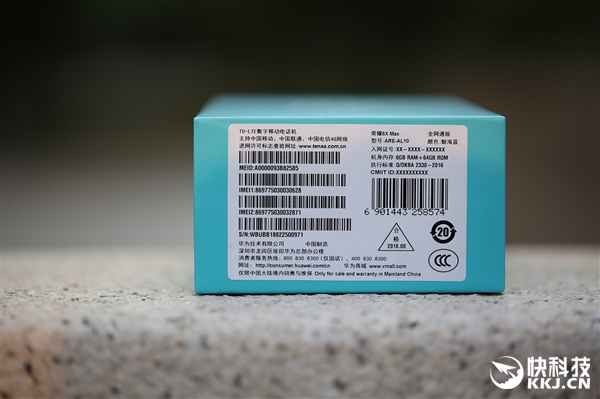 TD-LTE数字移动电话机
支持中国移动、中国联通、中国电信4G网络
进网许可标志查验网址:www.tenaa.com.cn
MEID:A0000093B82585
IMEI1:869775030030628
IMEI2:869775030032871
S/N:WBUBB18822500971
华为技术有限公司 中国制造
深圳市龙岗区坂田华为总部办公楼
消费者服务热线: 800 830 8300 (仅固话) , 400 830 8300
网址: http://consumer.huawei.com/cn 华为商城 www.vmall.com
仅限中国大陆境内销售与维保 Only for sale and warranty in Mainland China
荣耀8X Max 全网通版
型号:ARE-AL10 颜色:魅海蓝
入网证号: XX-XXXX-XXXXXX
机身内存 6GB RAM + 64GB ROM
执行标准 Q/DKBA 2330-2016
CMIIT ID:XXXXXXXXXX
6 901443 258574
合
格
2018.08
20
CCC
快科技
KKJ.CN